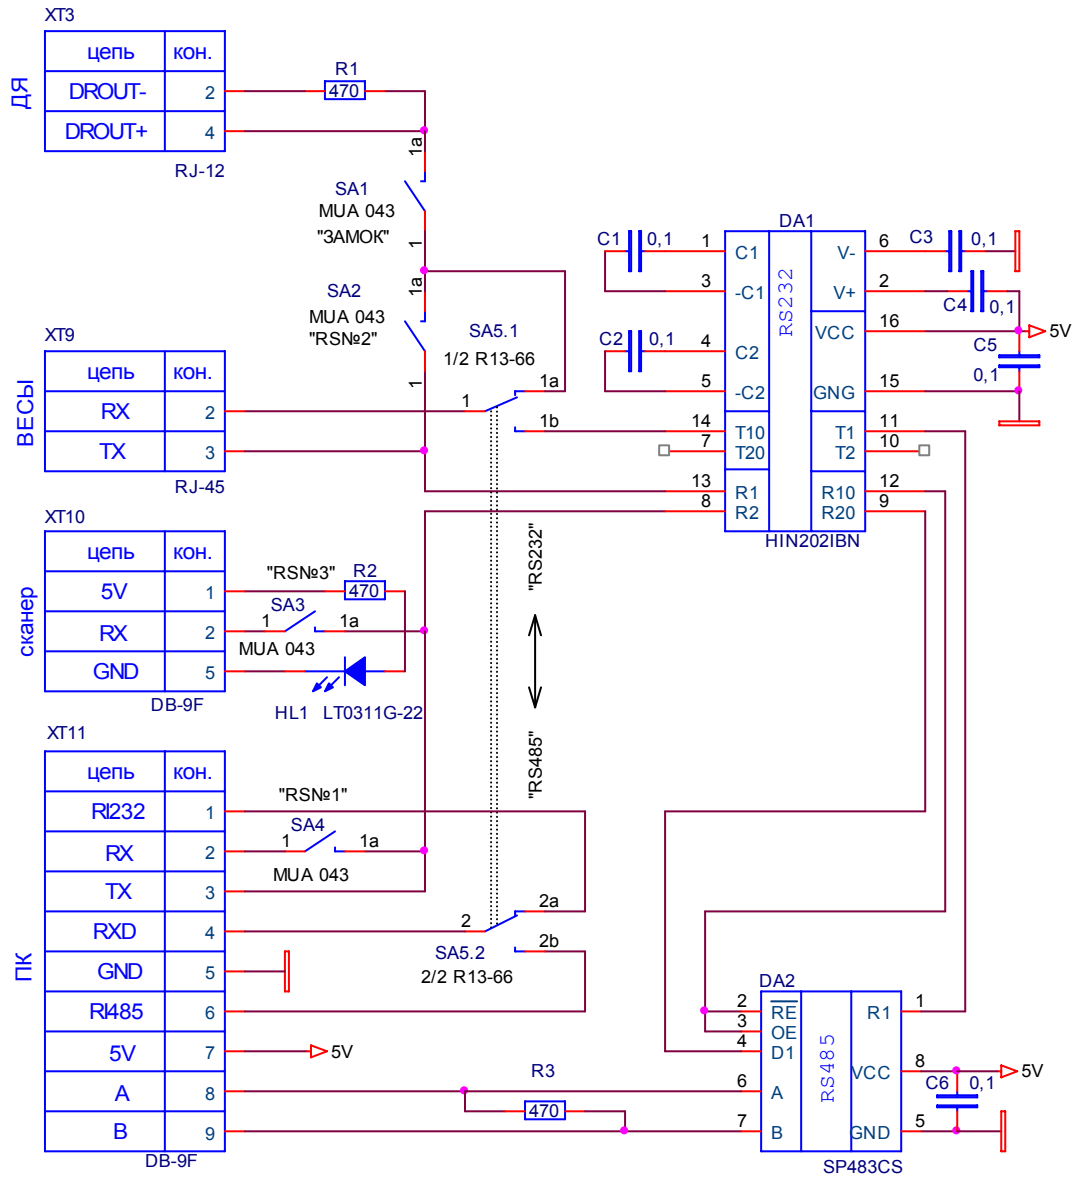 XT3
цепь кон.
DROUT- 2
DROUT+ 4
ДЯ
RJ-12
R1
470
1a
SA1
MUA 043
"ЗАМОК"
1
1a
SA2
MUA 043
"RSN№2"
1
XT9
цепь кон.
RX 2
TX 3
ВЕСЫ
RJ-45
SA5.1
1/2 R13-66
1
1a
1b
DA1
RS232
C1 0,1
1 C1
3 -C1
C2 0,1
4 C2
5 -C2
14 T10
7 T20
13 R1
8 R2
V- 6
V+ 2
VCC 16
GNG 15
T1 11
T2 10
R10 12
R20 9
C3 0,1
C4 0,1
5V
C5
0,1
HIN202IBN
XT10
цепь кон.
5V 1
RX 2
GND 5
сканер
DB-9F
"RSN№3"
R2
470
SA3
1 1a
MUA 043
HL1 LT0311G-22
"RS232"
"RS485"
XT11
цепь кон.
RI232 1
RX 2
TX 3
RXD 4
GND 5
RI485 6
5V 7
A 8
B 9
ПК
DB-9F
"RSN№1"
SA4
1 1a
MUA 043
2
2a
2b
SA5.2
2/2 R13-66
5V
R3
470
DA2
RS485
2 RE
3 OE
4 D1
6 A
7 B
R1 1
VCC 8
GND 5
5V
C6 0,1
SP483CS